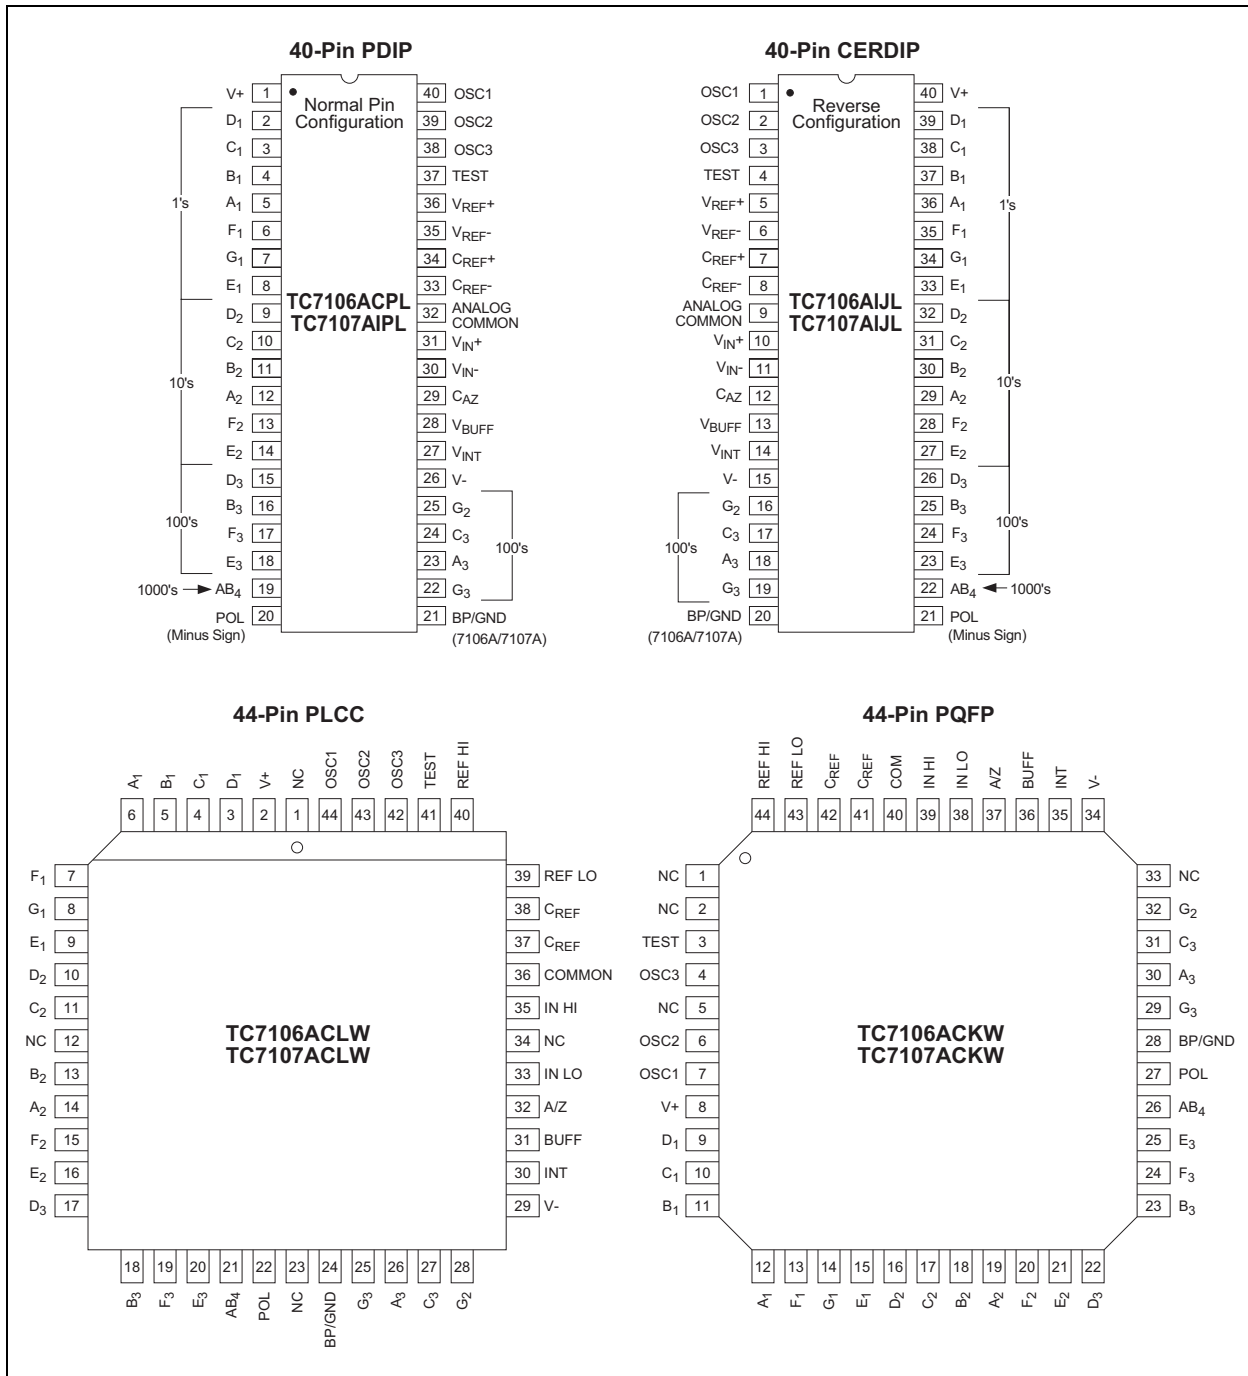 40-Pin PDIP
Normal Pin
Configuration
TC7106ACPL
TC7107AIPL
V+ 1
D1 2
C1 3
B1 4
A1 5
F1 6
G1 7
E1 8
D2 9
C2 10
B2 11
A2 12
F2 13
E2 14
D3 15
B3 16
F3 17
E3 18
1000's AB4 19
POL 20
(Minus Sign)
1's
10's
100's
40 OSC1
39 OSC2
38 OSC3
37 TEST
36 VREF+
35 VREF-
34 CREF+
33 CREF-
32 ANALOG
COMMON
31 VIN+
30 VIN-
29 CAZ
28 VBUFF
27 VINT
26 V-
25 G2
24 C3
23 A3
22 G3
21 BP/GND
(7106A/7107A)
100's
40-Pin CERDIP
Reverse
Configuration
TC7106AIJL
TC7107AIJL
OSC1 1
OSC2 2
OSC3 3
TEST 4
VREF+ 5
VREF- 6
CREF+ 7
CREF- 8
ANALOG
COMMON 9
VIN+ 10
VIN- 11
CAZ 12
VBUFF 13
VINT 14
V- 15
G2 16
C3 17
A3 18
G3 19
BP/GND 20
(7106A/7107A)
100's
40 V+
39 D1
38 C1
37 B1
36 A1
35 F1
34 G1
33 E1
32 D2
31 C2
30 B2
29 A2
28 F2
27 E2
26 D3
25 B3
24 F3
23 E3
22 AB4 1000's
21 POL
(Minus Sign)
1's
10's
100's
44-Pin PLCC
A1 B1 C1 D1 V+ NC OSC1 OSC2 OSC3 TEST REF HI
6 5 4 3 2 1 44 43 42 41 40
F1 7
G1 8
E1 9
D2 10
C2 11
NC 12
B2 13
A2 14
F2 15
E2 16
D3 17
TC7106ACLW
TC7107ACLW
39 REF LO
38 CREF
37 CREF
36 COMMON
35 IN HI
34 NC
33 IN LO
32 A/Z
31 BUFF
30 INT
29 V-
18 19 20 21 22 23 24 25 26 27 28
B3 F3 E3 AB4 POL NC BP/GND G3 A3 C3 G2
44-Pin PQFP
REF HI REF LO CREF CREF COM IN HI IN LO A/Z BUFF INT V-
44 43 42 41 40 39 38 37 36 35 34
NC 1
NC 2
TEST 3
OSC3 4
NC 5
OSC2 6
OSC1 7
V+ 8
D1 9
C1 10
B1 11
TC7106ACKW
TC7107ACKW
33 NC
32 G2
31 C3
30 A3
29 G3
28 BP/GND
27 POL
26 AB4
25 E3
24 F3
23 B3
12 13 14 15 16 17 18 19 20 21 22
A1 F1 G1 E1 D2 C2 B2 A2 F2 E2 D3